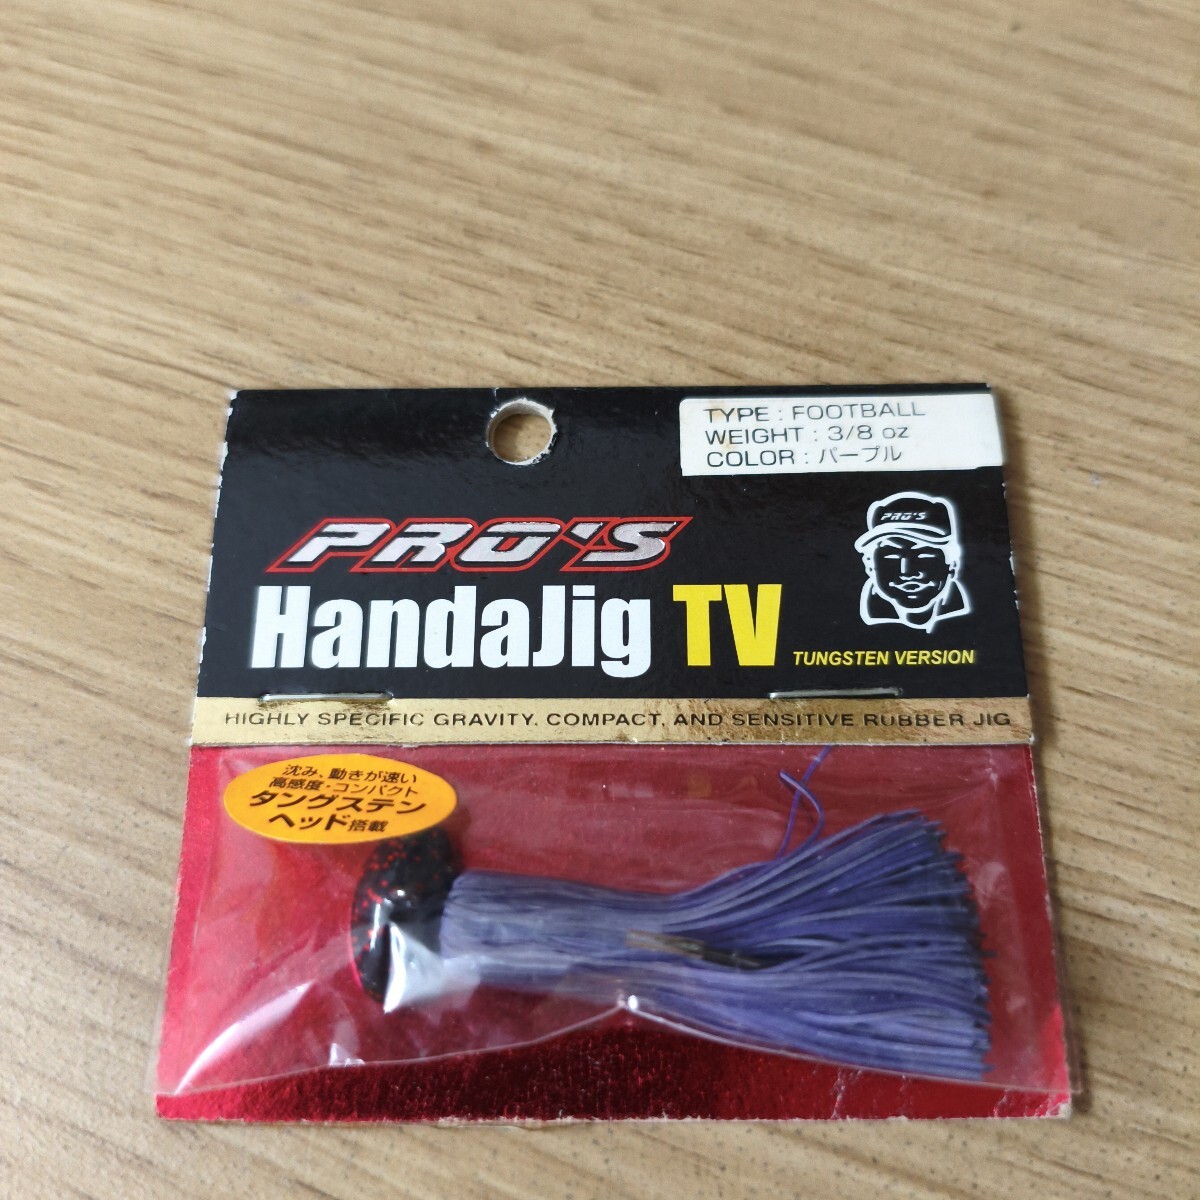 TYPE : FOOTBALL
WEIGHT : 3/8 oz
COLOR : パープル
PRO'S
PRO'S
HandaJig TV
TUNGSTEN VERSION
HIGHLY SPECIFIC GRAVITY, COMPACT, AND SENSITIVE RUBBER JIG
沈み、動きが速い
高感度・コンパクト
タングステン
ヘッド搭載